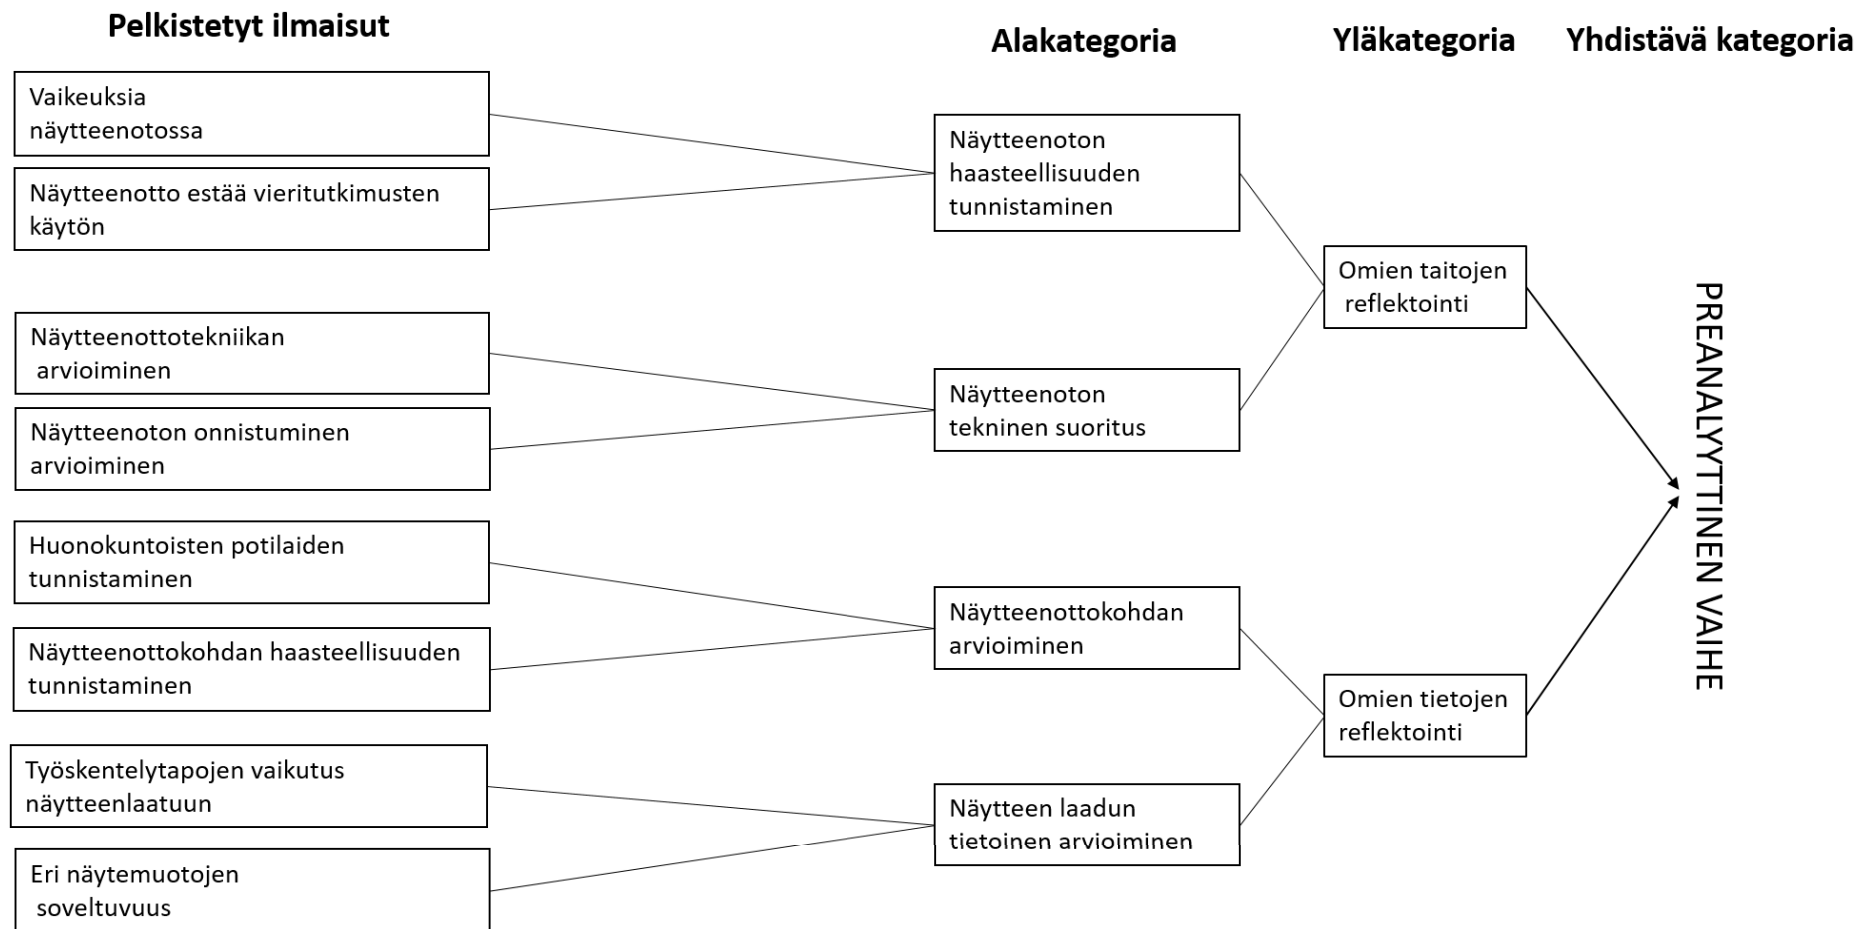 Pelkistetyt ilmaisut
Alakategoria
Yläkategoria
Yhdistävä kategoria
Vaikeuksia
näytteenotossa
Näytteenotto estää vieritutkimusten
käytön
Näytteenottotekniikan
arvioiminen
Näytteenoton onnistuminen
arvioiminen
Huonokuntoisten potilaiden
tunnistaminen
Näytteenottokohdan haasteellisuuden
tunnistaminen
Työskentelytapojen vaikutus
näytteenlaatuun
Eri näytemuotojen
soveltuvuus
Näytteenoton
haasteellisuuden
tunnistaminen
Näytteenoton
tekninen suoritus
Näytteenottokohdan
arvioiminen
Näytteen laadun
tietoinen arvioiminen
Omien taitojen
reflektointi
Omien tietojen
reflektointi
PREANALYYTTINEN VAIHE